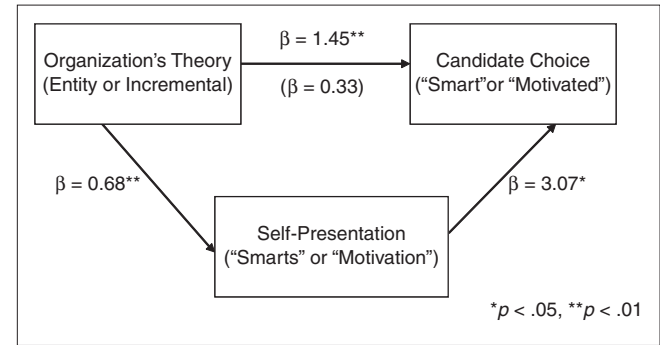 Organization’s Theory
(Entity or Incremental)
β = 1.45**
(β = 0.33)
Candidate Choice
(“Smart”or “Motivated”)
β = 0.68**
β = 3.07*
Self-Presentation
(“Smarts” or “Motivation”)
*p < .05, **p < .01